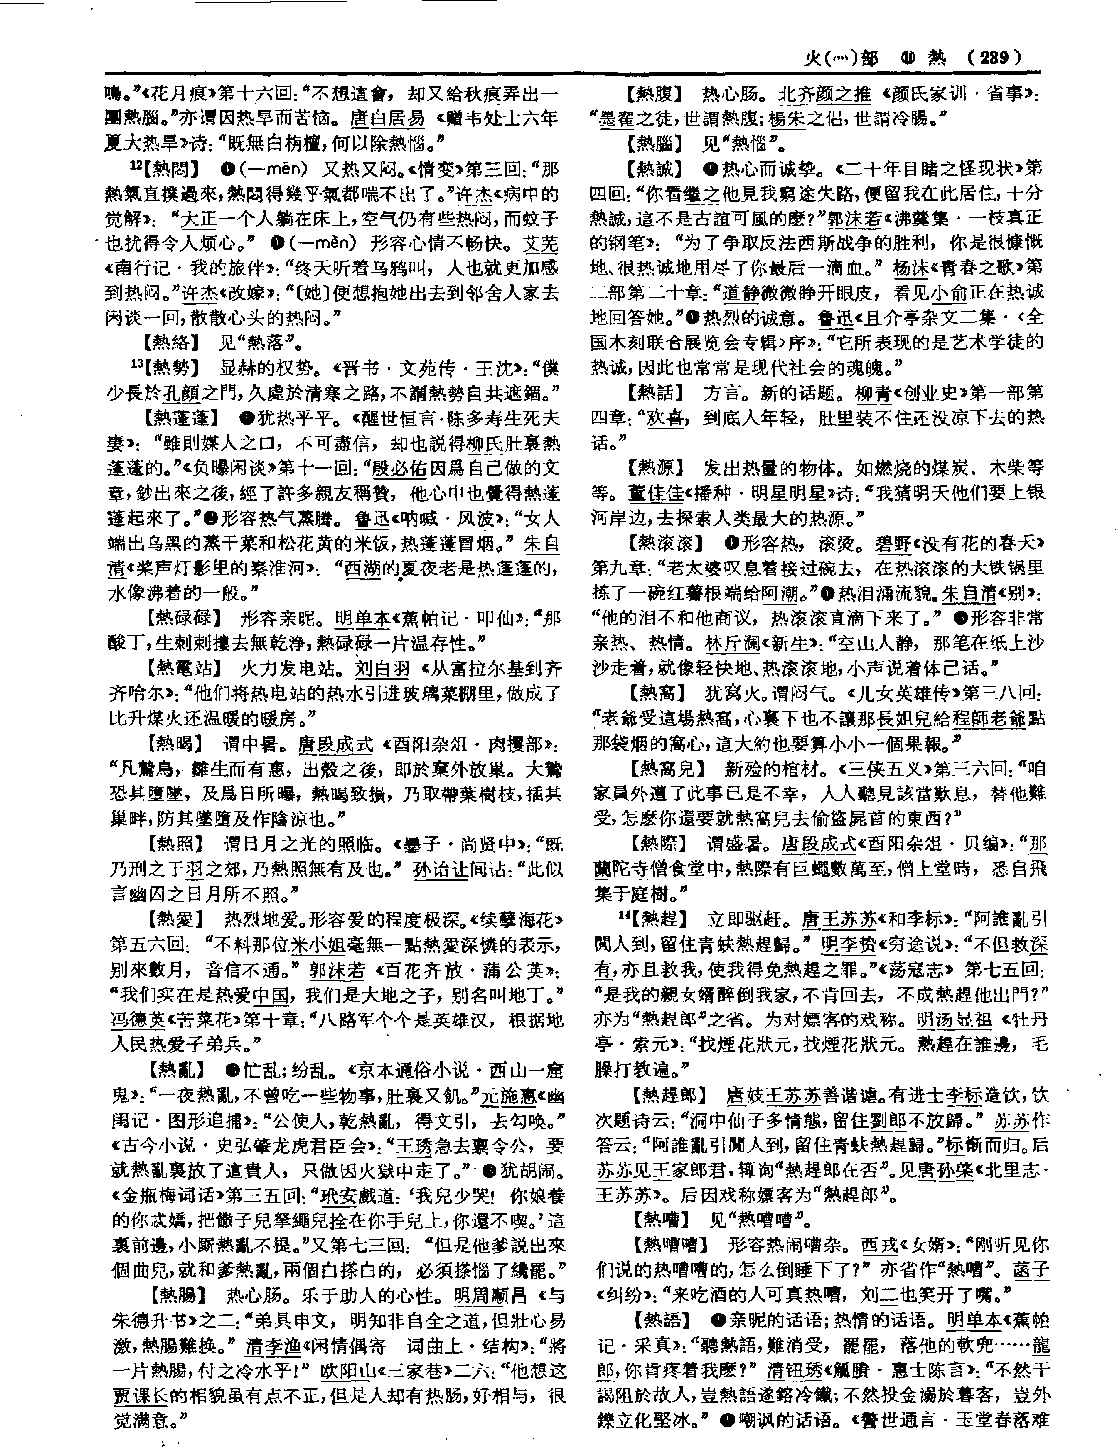 火(灬)部 ⑪ 熱 (239)
鳴。”《花月痕》第十六回：“不想這會，却又給秋痕弄出一
團熱腦。”亦谓因热旱而苦恼。唐白居易《赠韦处士六年
夏大热旱》诗：“既無白栴檀，何以除熱惱。”
12【熱悶】 ❶(—mēn) 又热又闷。《情变》第三回：“那
熱氣直撲過來，熱悶得幾乎氣都喘不出了。”许杰《病中的
觉解》：“大正一个人躺在床上，空气仍有些热闷，而蚊子
也扰得令人烦心。” ❷(—mèn) 形容心情不畅快。艾芜
《南行记·我的旅伴》：“终天听着乌鸦叫，人也就更加感
到热闷。”许杰《改嫁》：“〔她〕便想抱她出去到邻舍人家去
闲谈一回，散散心头的热闷。”
【熱絡】 见“熱落”。
13【熱勢】 显赫的权势。《晋书·文苑传·王沈》：“僕
少長於孔顔之門，久處於清寒之路，不謂熱勢自共遮錮。”
【熱蓬蓬】 ❶犹热乎乎。《醒世恒言·陈多寿生死夫
妻》：“雖則媒人之口，不可盡信，却也説得柳氏肚裏熱
蓬蓬的。”《负曝闲谈》第十一回：“殷必佑因爲自己做的文
章，鈔出來之後，經了許多親友稱贊，他心中也覺得熱蓬
蓬起來了。”❷形容热气蒸腾。鲁迅《呐喊·风波》：“女人
端出乌黑的蒸干菜和松花黄的米饭，热蓬蓬冒烟。” 朱自
清《桨声灯影里的秦淮河》：“西湖的夏夜老是热蓬蓬的，
水像沸着的一般。”
【熱碌碌】 形容亲昵。明单本《蕉帕记·叩仙》：“那
酸丁，生刺刺摟去無乾净，熱碌碌一片温存性。”
【熱電站】 火力发电站。刘白羽《从富拉尔基到齐
齐哈尔》：“他们将热电站的热水引进玻璃菜棚里，做成了
比升煤火还温暖的暖房。”
【熱暍】 谓中暑。唐段成式《酉阳杂俎·肉攫部》：
“凡鷙鳥，雛生而有惠，出殼之後，即於窠外放巢。大鷙
恐其墮墜，及爲日所曝，熱暍致損，乃取帶葉樹枝，插其
巢畔，防其墜墮及作陰涼也。”
【熱照】 谓日月之光的照临。《墨子·尚贤中》：“既
乃刑之于羽之郊，乃熱照無有及也。” 孙诒让间诂：“此似
言幽囚之日月所不照。”
【熱愛】 热烈地爱。形容爱的程度极深。《续孽海花》
第五六回：“不料那位米小姐毫無一點熱愛深憐的表示，
别來數月，音信不通。” 郭沫若《百花齐放·蒲公英》：
“我们实在是热爱中国，我们是大地之子，别名叫地丁。”
冯德英《苦菜花》第十章：“八路军个个是英雄汉，根据地
人民热爱子弟兵。”
【熱亂】 ❶忙乱；纷乱。《京本通俗小说·西山一窟
鬼》：“一夜熱亂，不曾吃一些物事，肚裏又飢。”元施惠《幽
闺记·图形追捕》：“公使人，乾熱亂，得文引，去勾唤。”
《古今小说·史弘肇龙虎君臣会》：“王琇急去裏令公，要
就熱亂裏放了這貴人，只做因火獄中走了。” ❷犹胡闹。
《金瓶梅词话》第三五回：“玳安戲道：‘我兒少哭！你娘養
的你忒嬌，把䭔子兒拏繩兒拴在你手兒上，你還不喫。’這
裏前邊，小厮熱亂不提。”又第七三回：“但是他爹説出來
個曲兒，就和爹熱亂，兩個白搽白的，必須搽惱了纔罷。”
【熱腸】 热心肠。乐于助人的心性。明周顺昌《与
朱德升书》之二：“弟具申文，明知非自全之道，但壯心易
激，熱腸難换。” 清李渔《闲情偶寄·词曲上·结构》：“將
一片熱腸，付之冷水乎！” 欧阳山《三家巷》二六：“他想这
贾课长的相貌虽有点不正，但是人却有热肠，好相与，很
觉满意。”
【熱腹】 热心肠。北齐颜之推《颜氏家训·省事》：
“墨翟之徒，世謂熱腹；楊朱之侣，世謂冷腸。”
【熱腦】 见“熱惱”。
【熱誠】 ❶热心而诚挚。《二十年目睹之怪现状》第
四回：“你看繼之他見我窮途失路，便留我在此居住，十分
熱誠，這不是古誼可風的麽？”郭沫若《沸羹集·一枝真正
的钢笔》：“为了争取反法西斯战争的胜利，你是很慷慨
地、很热诚地用尽了你最后一滴血。” 杨沫《青春之歌》第
二部第二十章：“道静微微睁开眼皮，看见小俞正在热诚
地回答她。”❷热烈的诚意。鲁迅《且介亭杂文二集·〈全
国木刻联合展览会专辑〉序》：“它所表现的是艺术学徒的
热诚，因此也常常是现代社会的魂魄。”
【熱話】 方言。新的话题。柳青《创业史》第一部第
四章：“欢喜，到底人年轻，肚里装不住还没凉下去的热
话。”
【熱源】 发出热量的物体。如燃烧的煤炭、木柴等
等。董佳佳《播种·明星明星》诗：“我猜明天他们要上银
河岸边，去探索人类最大的热源。”
【熱滚滚】 ❶形容热，滚烫。碧野《没有花的春天》
第九章：“老太婆叹息着接过碗去，在热滚滚的大铁锅里
拣了一碗红薯根端给阿潮。”❷热泪涌流貌。朱自清《别》：
“他的泪不和他商议，热滚滚直滴下来了。” ❸形容非常
亲热、热情。林斤澜《新生》：“空山人静，那笔在纸上沙
沙走着，就像轻快地、热滚滚地，小声说着体己话。”
【熱窩】 犹窝火。谓闷气。《儿女英雄传》第三八回：
“老爺受這場熱窩，心裏下也不讓那長姐兒給程師老爺點
那袋烟的窩心，這大約也要算小小一個果報。”
【熱窩兒】 新殓的棺材。《三侠五义》第三六回：“咱
家員外遭了此事已是不幸，人人聽見該當歎息，替他難
受，怎麽你還要就熱窩兒去偷盜屍首的東西？”
【熱際】 谓盛暑。唐段成式《酉阳杂俎·贝编》：“那
蘭陀寺僧食堂中，熱際有巨蠅數萬至，僧上堂時，悉自飛
集于庭樹。”
14【熱趕】 立即驱赶。唐王苏苏《和李标》：“阿誰亂引
閒人到，留住青蚨熱趕歸。” 明李贽《穷途说》：“不但救深
有，亦且救我，使我得免熱趕之罪。”《荡寇志》第七五回：
“是我的親女婿醉倒我家，不肯回去，不成熱趕他出門？”
亦为“熱趕郎”之省。为对嫖客的戏称。明汤显祖《牡丹
亭·索元》：“找煙花狀元，找煙花狀元。熱趕在誰邊，毛
臊打教遍。”
【熱趕郎】 唐妓王苏苏善谐谑。有进士李标造饮，饮
次题诗云：“洞中仙子多情態，留住劉郎不放歸。” 苏苏作
答云：“阿誰亂引閒人到，留住青蚨熱趕歸。”标惭而归。后
苏苏见王家郎君，辄询“熱趕郎在否”。见唐孙棨《北里志·
王苏苏》。后因戏称嫖客为“熱趕郎”。
【熱嘈】 见“熱嘈嘈”。
【熱嘈嘈】 形容热闹嘈杂。西戎《女婿》：“刚听见你
们说的热嘈嘈的，怎么倒睡下了？” 亦省作“熱嘈”。菡子
《纠纷》：“来吃酒的人可真热嘈，刘二也笑开了嘴。”
【熱語】 ❶亲昵的话语；热情的话语。明单本《蕉帕
记·采真》：“聽熱語，難消受，罷罷，落他的軟兜……龍
郎，你肯疼着我麽？” 清钮琇《觚賸·惠士陈言》：“不然干
謁阻於故人，豈熱語遂鎔冷鐵；不然投金溺於暮客，豈外
鑠立化堅冰。” ❷嘲讽的话语。《警世通言·玉堂春落难